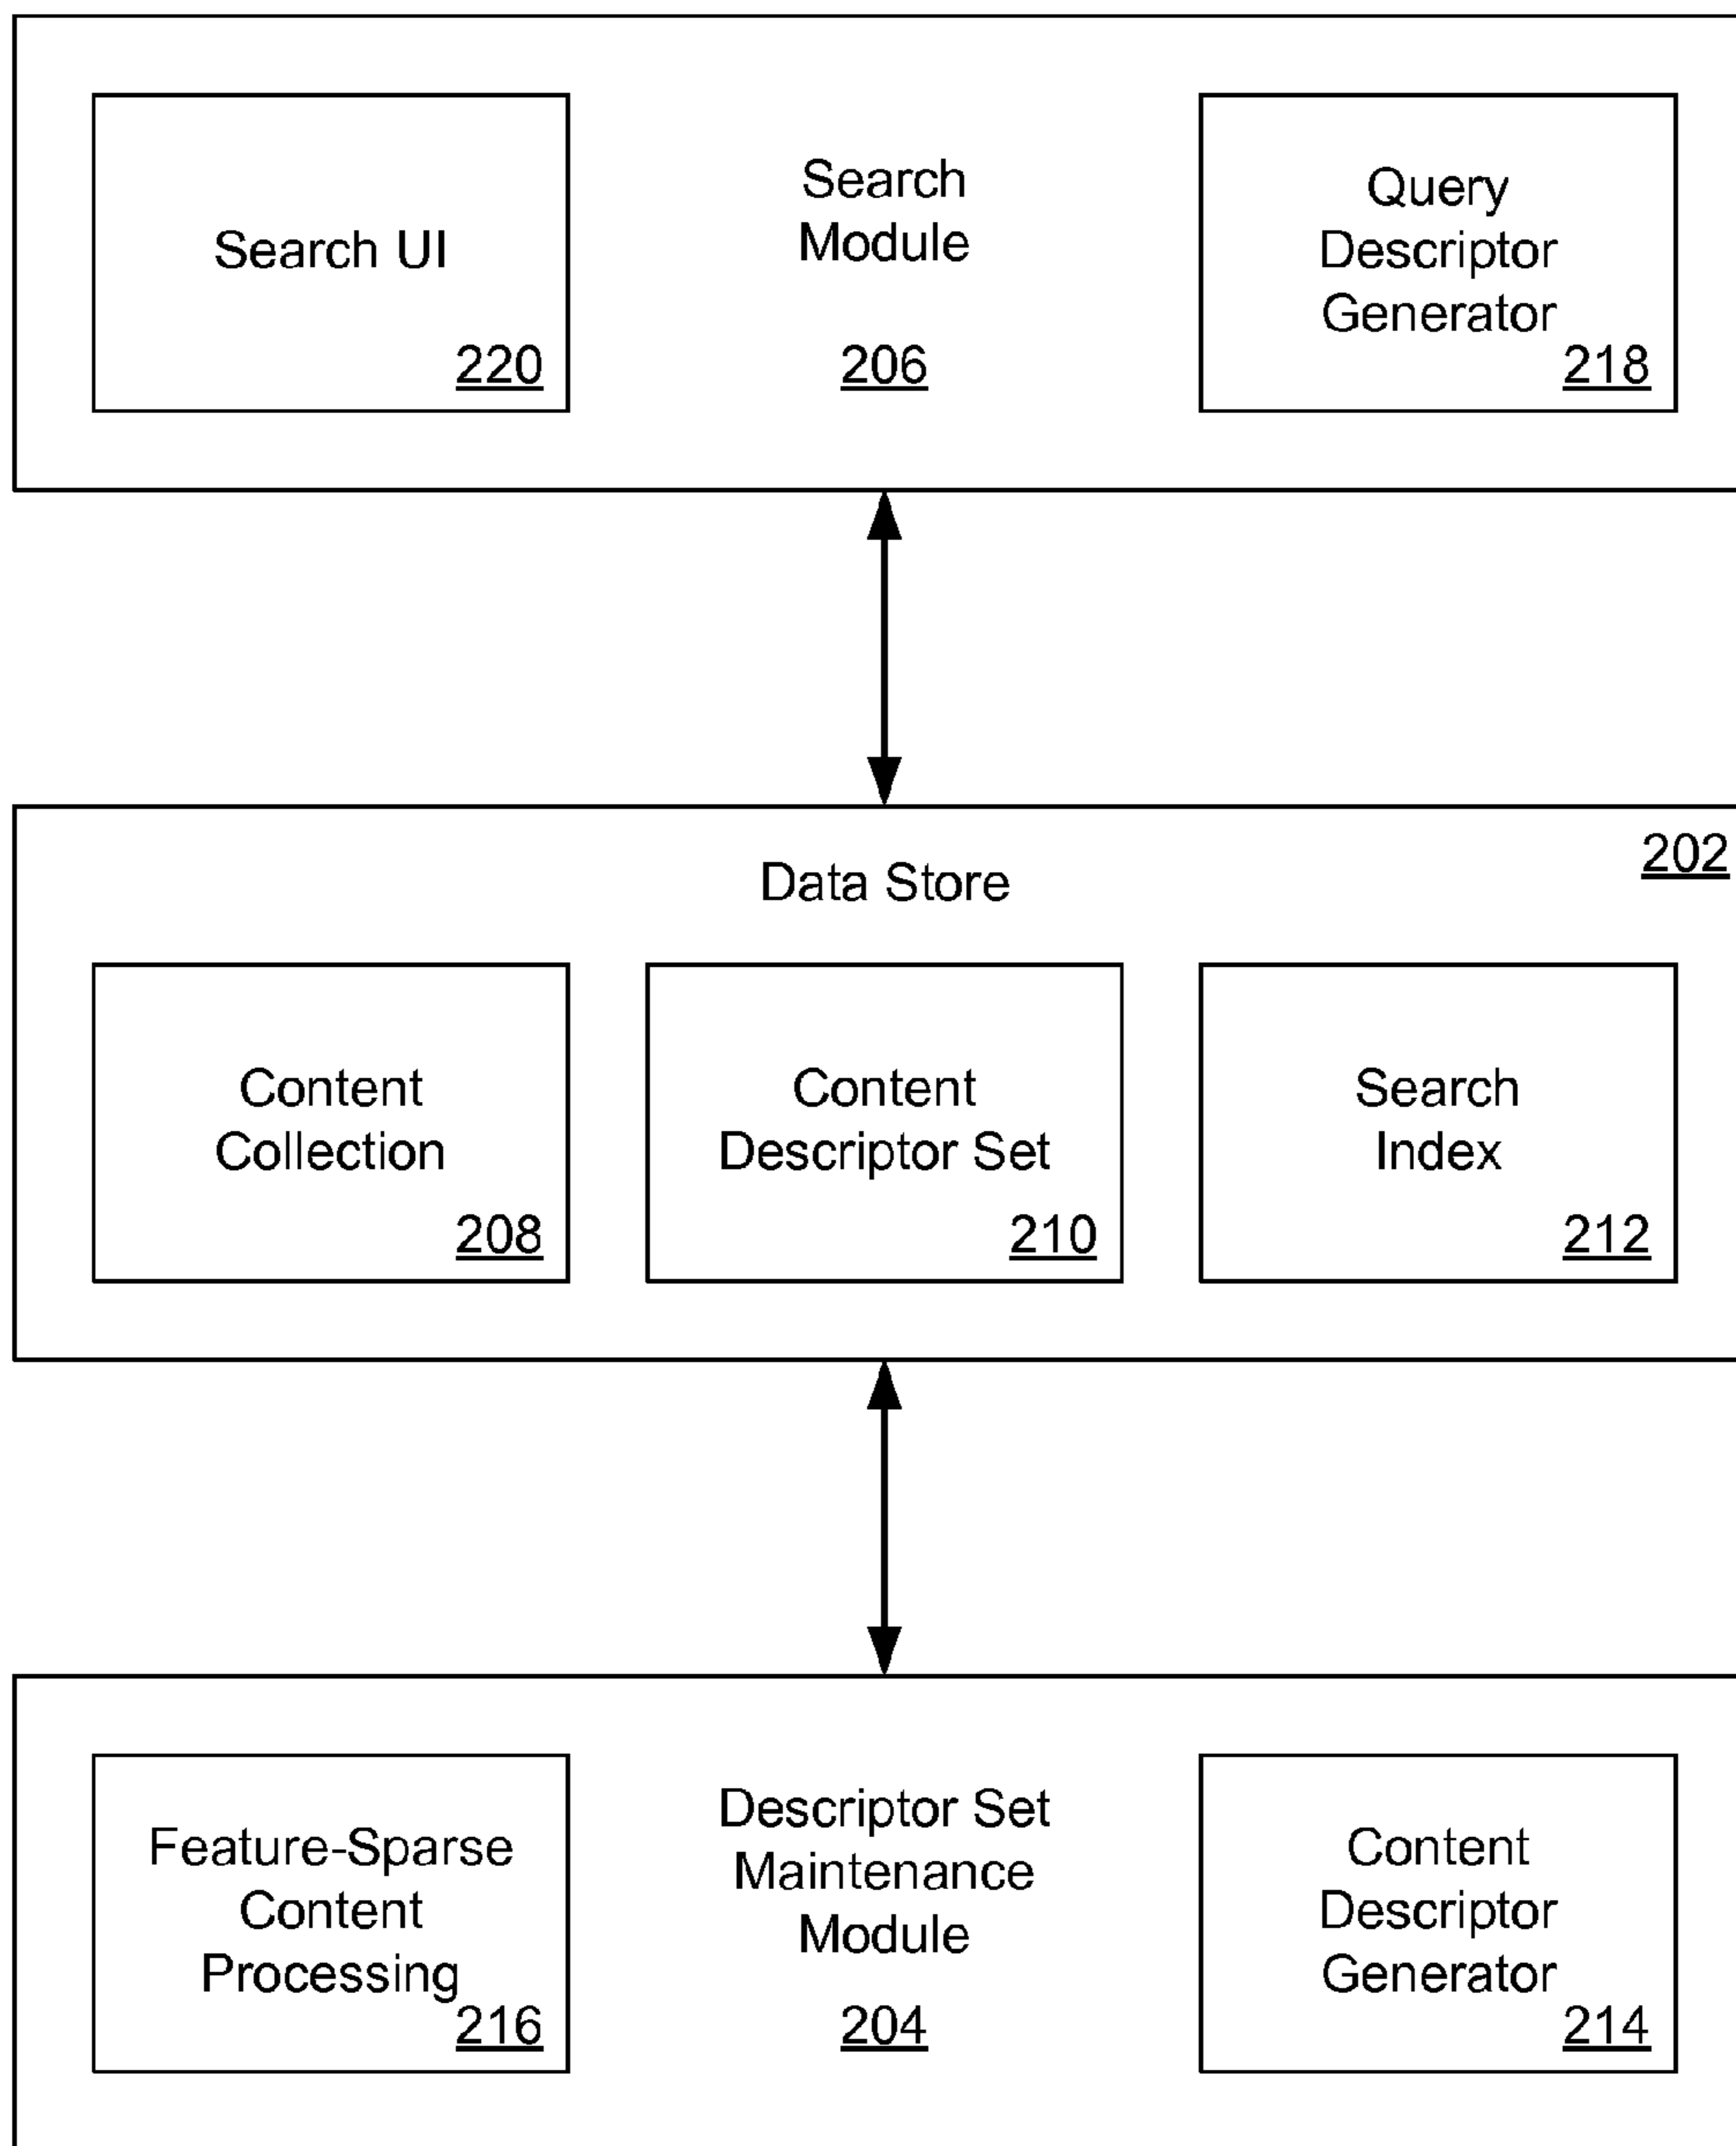 Search UI
220
Search
Module
206
Query
Descriptor
Generator
218
202
Data Store
Content
Collection
208
Content
Descriptor Set
210
Search
Index
212
Feature-Sparse
Content
Processing
216
Descriptor Set
Maintenance
Module
204
Content
Descriptor
Generator
214